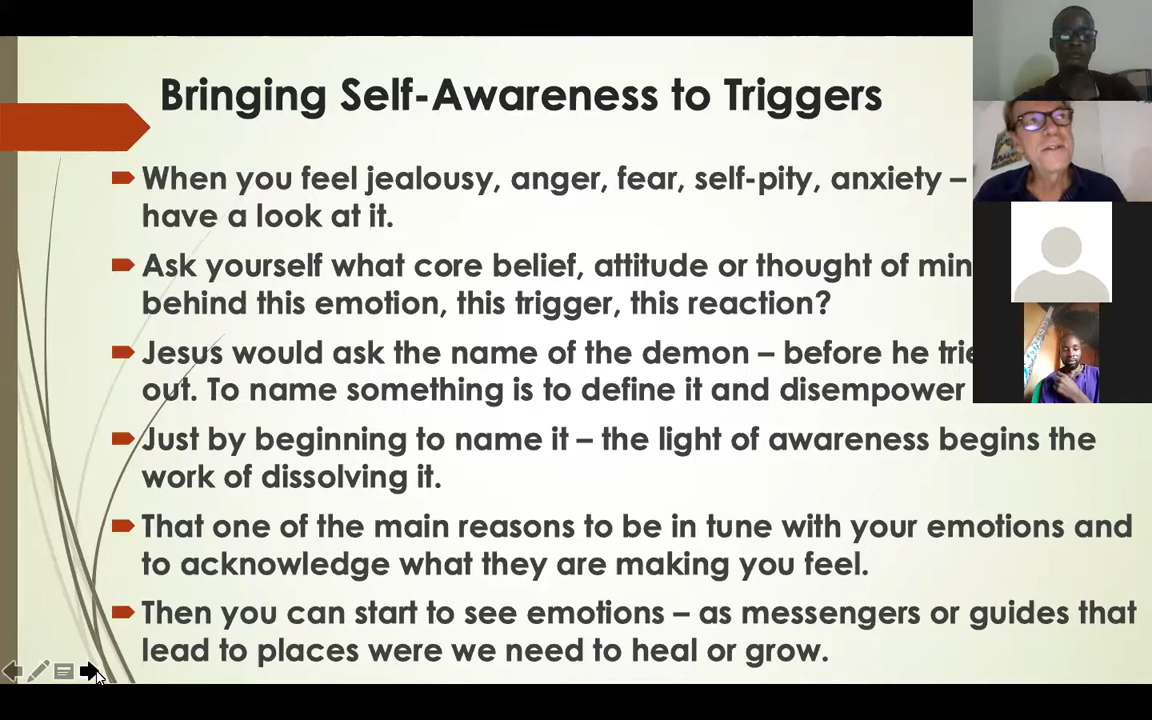 Bringing Self-Awareness to Triggers
When you feel jealousy, anger, fear, self-pity, anxiety –
have a look at it.
Ask yourself what core belief, attitude or thought of
behind this emotion, this trigger, this reaction?
Jesus would ask the name of the demon – before he
out. To name something is to define it and disempower
Just by beginning to name it – the light of awareness begins the
work of dissolving it.
That one of the main reasons to be in tune with your emotions and
to acknowledge what they are making you feel.
Then you can start to see emotions – as messengers or guides that
lead to places were we need to heal or grow.